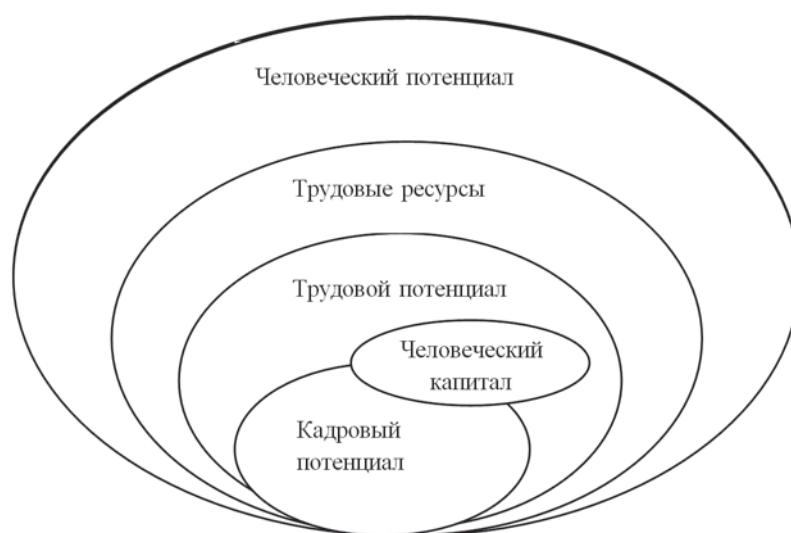 Человеческий потенциал
Трудовые ресурсы
Трудовой потенциал
Человеческий
капитал
Кадровый
потенциал